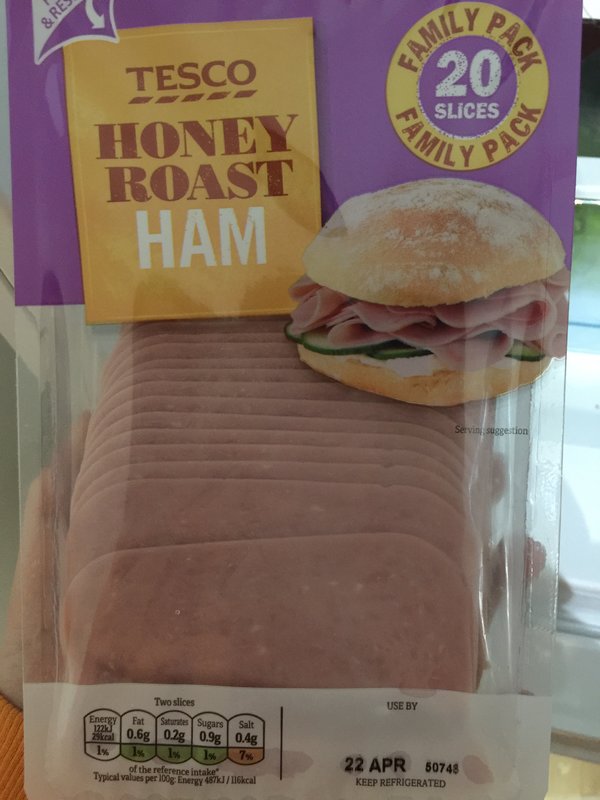 & RES
TESCO
HONEY
ROAST
HAM
FAMILY PACK
20
SLICES
FAMILY PACK
Serving suggestion
Two slices
Energy
122kJ
29kcal
1%
Fat
0.6g
1%
Saturates
0.2g
1%
Sugars
0.9g
1%
Salt
0.4g
7%
of the reference intake*
Typical values per 100g: Energy 487kJ / 116kcal
USE BY
22 APR 50748
KEEP REFRIGERATED